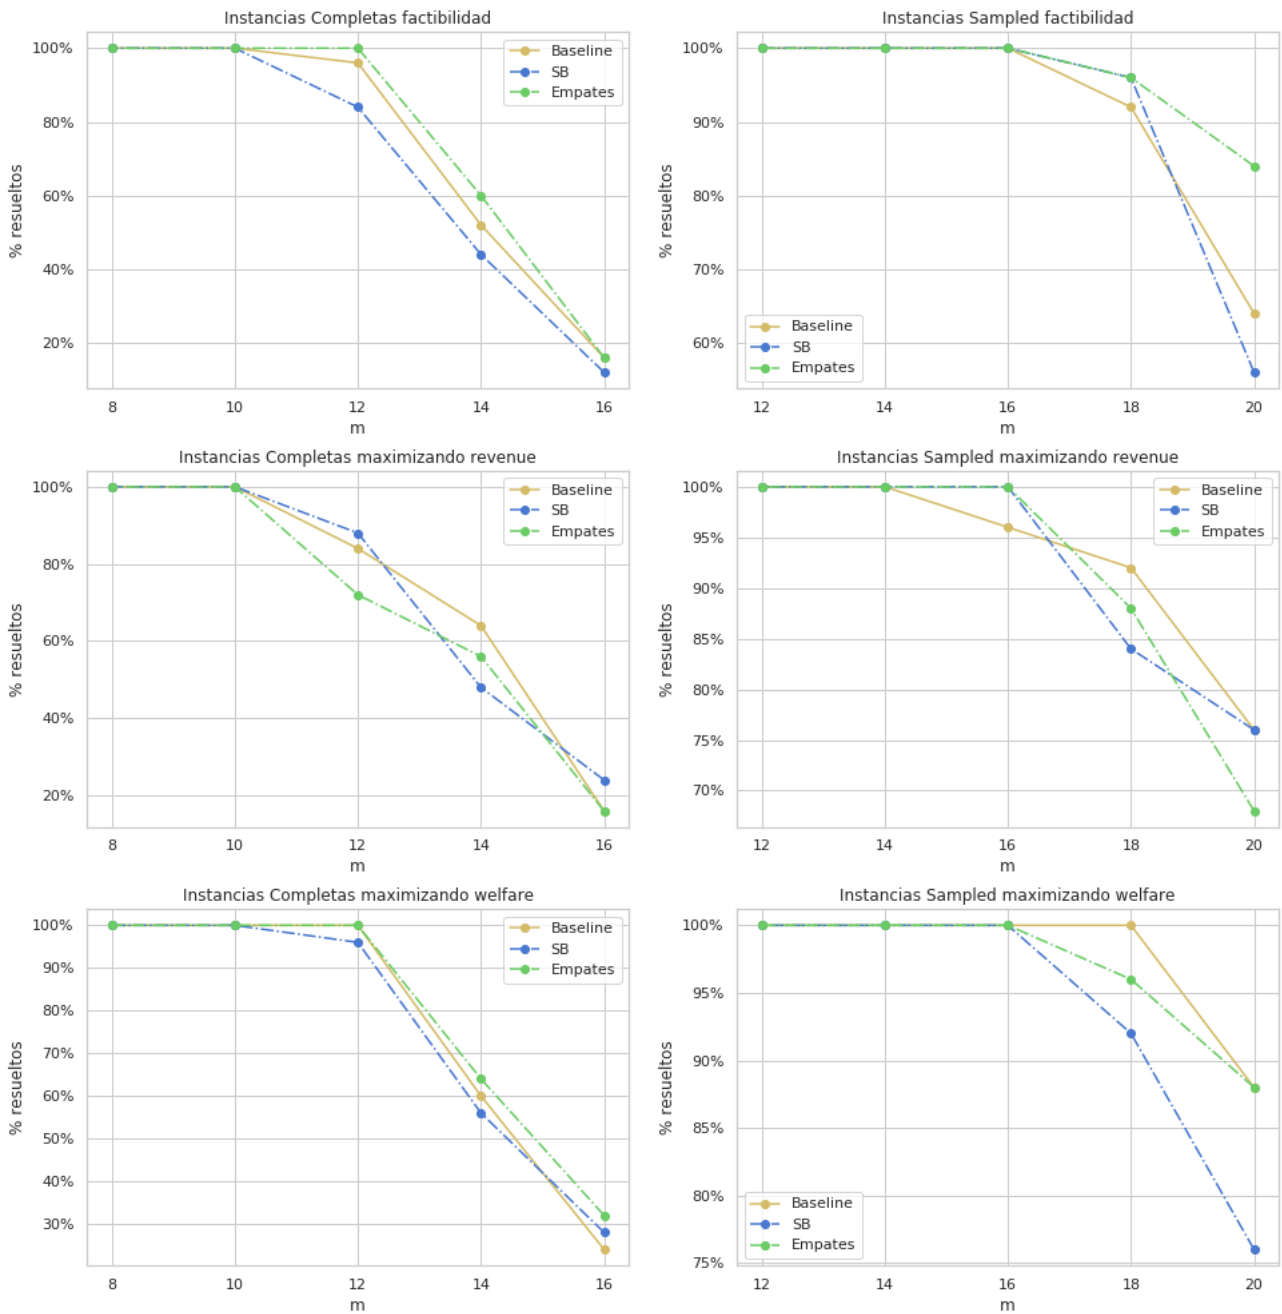 Instancias Completas factibilidad
100%
80%
60%
40%
20%
% resueltos
8 10 12 14 16
m
Baseline
SB
Empates
Instancias Sampled factibilidad
100%
90%
80%
70%
60%
% resueltos
12 14 16 18 20
m
Baseline
SB
Empates
Instancias Completas maximizando revenue
100%
80%
60%
40%
20%
% resueltos
8 10 12 14 16
m
Baseline
SB
Empates
Instancias Sampled maximizando revenue
100%
95%
90%
85%
80%
75%
70%
% resueltos
12 14 16 18 20
m
Baseline
SB
Empates
Instancias Completas maximizando welfare
100%
90%
80%
70%
60%
50%
40%
30%
% resueltos
8 10 12 14 16
m
Baseline
SB
Empates
Instancias Sampled maximizando welfare
100%
95%
90%
85%
80%
75%
% resueltos
12 14 16 18 20
m
Baseline
SB
Empates